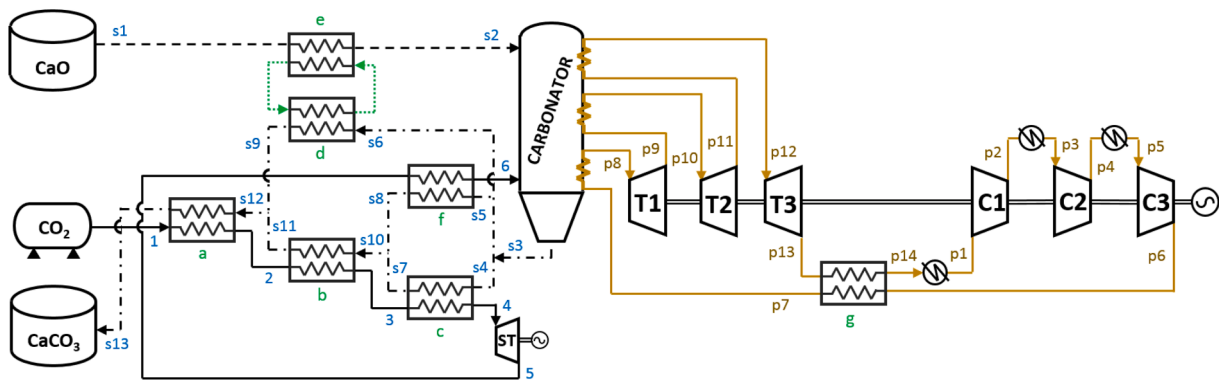 s1
e
s2
CaO
CARBONATOR
s9
s6
d
p8
p9
p10
p11
p12
p2
p3
p4
p5
6
T1
T2
T3
C1
C2
C3
s12
s8
f
s5
CO2
1
a
s11
s10
s3
2
b
s7
s4
p13
p14
p1
p6
3
c
4
p7
g
CaCO3
s13
ST
5